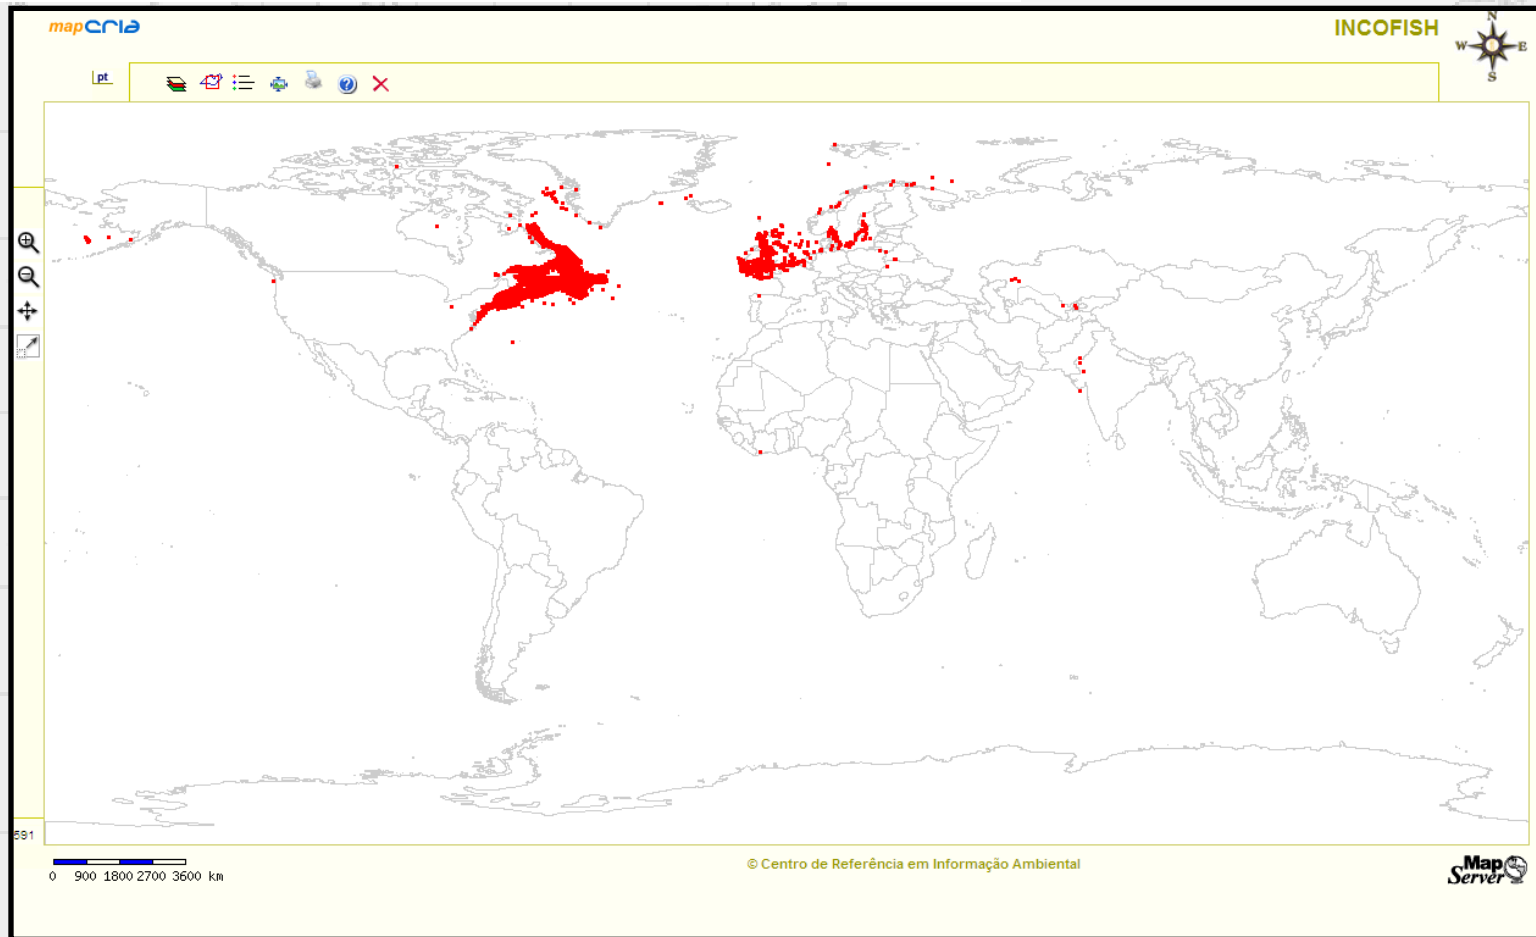 mapcria
INCOFISH
N
W E
S
pt
591
0 900 1800 2700 3600 km
© Centro de Referência em Informação Ambiental
Map
Server